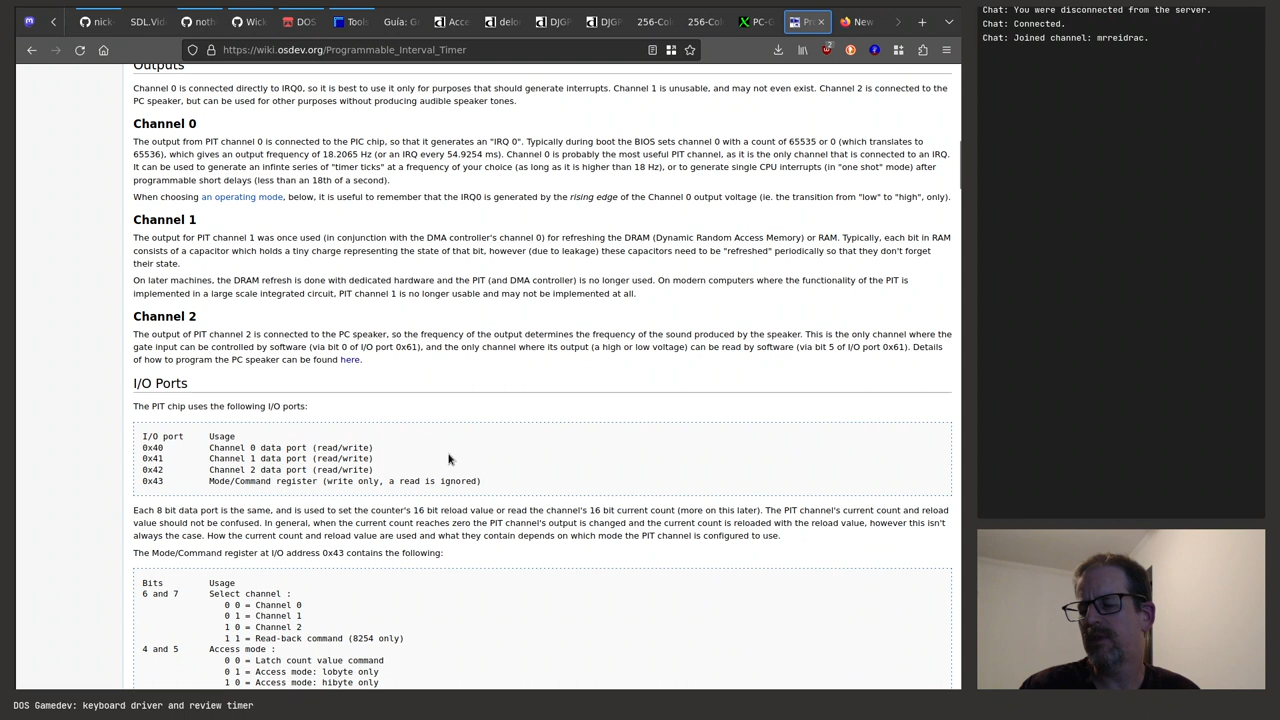 nick-
SDL.Vid
noth
Wick
DOS
Tools
Guía: G
Acce
delo
DJGP
DJGP
256-Col
256-Col
PC-G
Pro
New
https://wiki.osdev.org/Programmable_Interval_Timer
2
Outputs
Channel 0 is connected directly to IRQ0, so it is best to use it only for purposes that should generate interrupts. Channel 1 is unusable, and may not even exist. Channel 2 is connected to the
PC speaker, but can be used for other purposes without producing audible speaker tones.
Channel 0
The output from PIT channel 0 is connected to the PIC chip, so that it generates an "IRQ 0". Typically during boot the BIOS sets channel 0 with a count of 65535 or 0 (which translates to
65536), which gives an output frequency of 18.2065 Hz (or an IRQ every 54.9254 ms). Channel 0 is probably the most useful PIT channel, as it is the only channel that is connected to an IRQ.
It can be used to generate an infinte series of "timer ticks" at a frequency of your choice (as long as it is higher than 18 Hz), or to generate single CPU interrupts (in "one shot" mode) after
programmable short delays (less than an 18th of a second).
When choosing an operating mode, below, it is useful to remember that the IRQ0 is generated by the rising edge of the Channel 0 output voltage (ie. the transition from "low" to "high", only).
Channel 1
The output for PIT channel 1 was once used (in conjunction with the DMA controller's channel 0) for refreshing the DRAM (Dynamic Random Access Memory) or RAM. Typically, each bit in RAM
consists of a capacitor which holds a tiny charge representing the state of that bit, however (due to leakage) these capacitors need to be "refreshed" periodically so that they don't forget
their state.
On later machines, the DRAM refresh is done with dedicated hardware and the PIT (and DMA controller) is no longer used. On modern computers where the functionality of the PIT is
implemented in a large scale integrated circuit, PIT channel 1 is no longer usable and may not be implemented at all.
Channel 2
The output of PIT channel 2 is connected to the PC speaker, so the frequency of the output determines the frequency of the sound produced by the speaker. This is the only channel where the
gate input can be controlled by software (via bit 0 of I/O port 0x61), and the only channel where its output (a high or low voltage) can be read by software (via bit 5 of I/O port 0x61). Details
of how to program the PC speaker can be found here.
I/O Ports
The PIT chip uses the following I/O ports:
I/O port Usage
0x40 Channel 0 data port (read/write)
0x41 Channel 1 data port (read/write)
0x42 Channel 2 data port (read/write)
0x43 Mode/Command register (write only, a read is ignored)
Each 8 bit data port is the same, and is used to set the counter's 16 bit reload value or read the channel's 16 bit current count (more on this later). The PIT channel's current count and reload
value should not be confused. In general, when the current count reaches zero the PIT channel's output is changed and the current count is reloaded with the reload value, however this isn't
always the case. How the current count and reload value are used and what they contain depends on which mode the PIT channel is configured to use.
The Mode/Command register at I/O address 0x43 contains the following:
Bits Usage
6 and 7 Select channel :
0 0 = Channel 0
0 1 = Channel 1
1 0 = Channel 2
1 1 = Read-back command (8254 only)
4 and 5 Access mode :
0 0 = Latch count value command
0 1 = Access mode: lobyte only
1 0 = Access mode: hibyte only
Chat: You were disconnected from the server.
Chat: Connected.
Chat: Joined channel: mrreidrac.
DOS Gamedev: keyboard driver and review timer